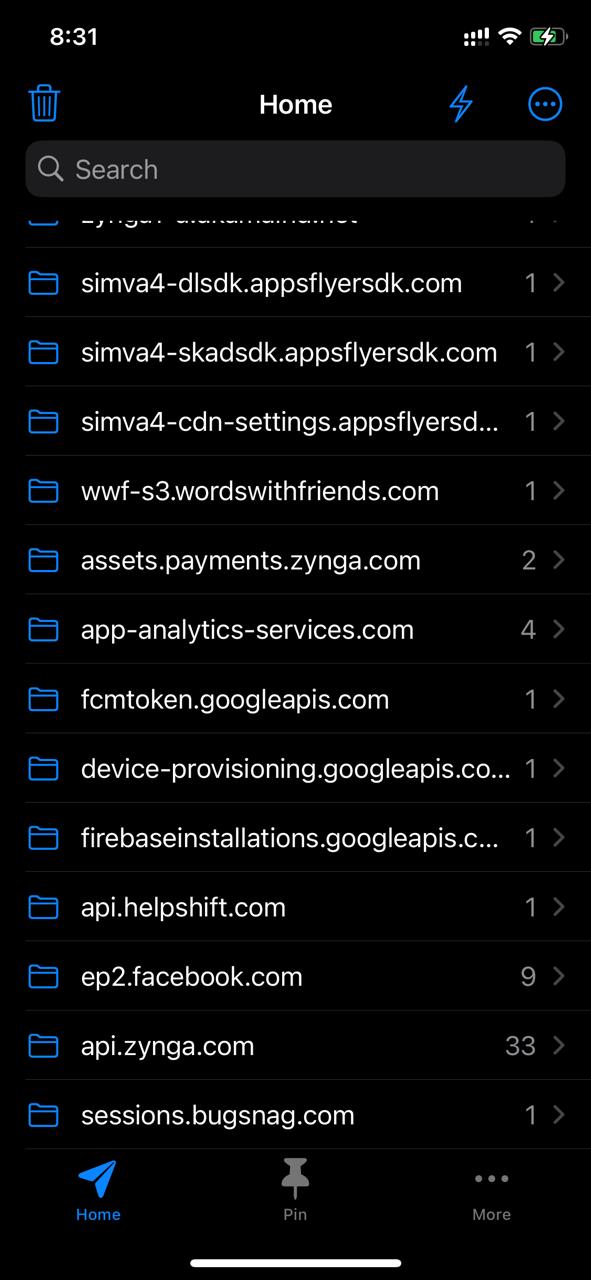 8:31
Home
Search
simva4-dlsdk.appsflyersdk.com 1
simva4-skadsdk.appsflyersdk.com 1
simva4-cdn-settings.appsflyersd... 1
wwf-s3.wordswithfriends.com 1
assets.payments.zynga.com 2
app-analytics-services.com 4
fcmtoken.googleapis.com 1
device-provisioning.googleapis.co... 1
firebaseinstallations.googleapis.c... 1
api.helpshift.com 1
ep2.facebook.com 9
api.zynga.com 33
sessions.bugsnag.com 1
Home Pin More